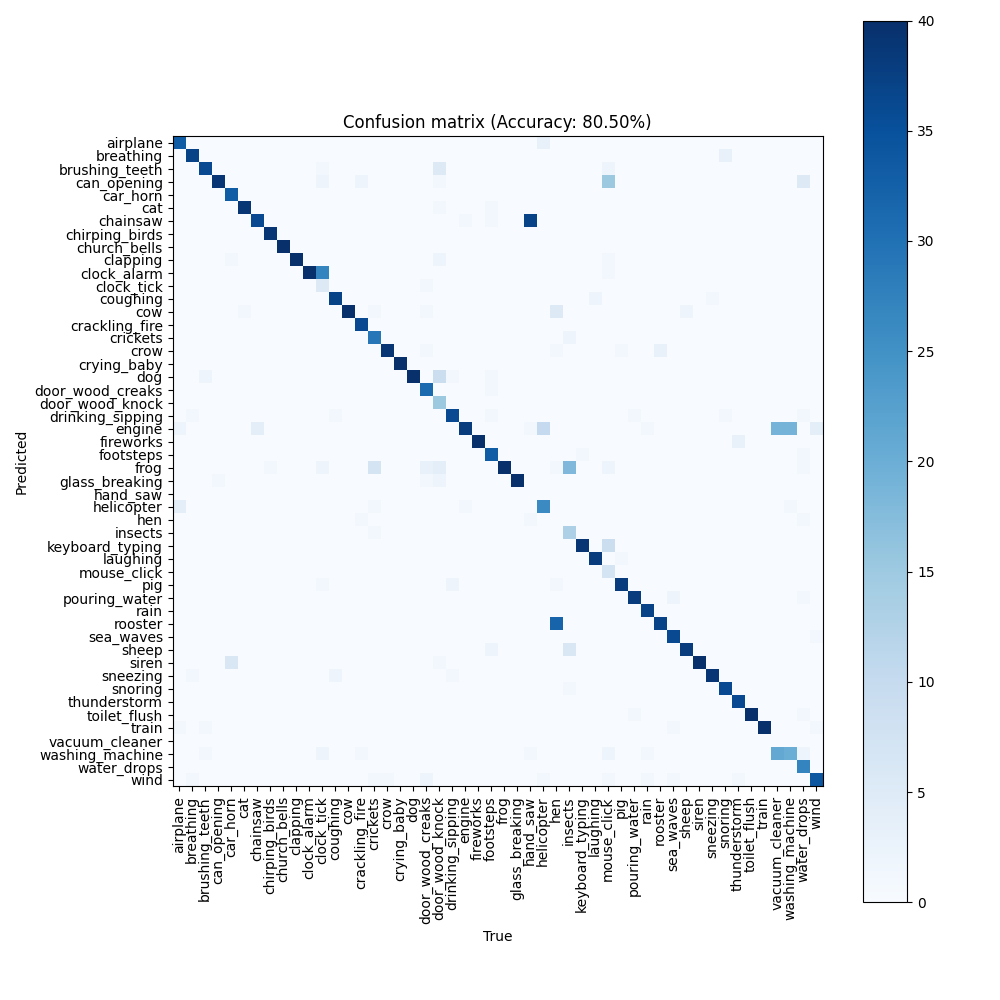 Confusion matrix (Accuracy: 80.50%)
Predicted
airplane
breathing
brushing_teeth
can_opening
car_horn
cat
chainsaw
chirping_birds
church_bells
clapping
clock_alarm
clock_tick
coughing
cow
crackling_fire
crickets
crow
crying_baby
dog
door_wood_creaks
door_wood_knock
drinking_sipping
engine
fireworks
footsteps
frog
glass_breaking
hand_saw
helicopter
hen
insects
keyboard_typing
laughing
mouse_click
pig
pouring_water
rain
rooster
sea_waves
sheep
siren
sneezing
snoring
thunderstorm
toilet_flush
train
vacuum_cleaner
washing_machine
water_drops
wind
airplane
breathing
brushing_teeth
can_opening
car_horn
cat
chainsaw
chirping_birds
church_bells
clapping
clock_alarm
clock_tick
coughing
cow
crackling_fire
crickets
crow
crying_baby
dog
door_wood_creaks
door_wood_knock
drinking_sipping
engine
fireworks
footsteps
frog
glass_breaking
hand_saw
helicopter
hen
insects
keyboard_typing
laughing
mouse_click
pig
pouring_water
rain
rooster
sea_waves
sheep
siren
sneezing
snoring
thunderstorm
toilet_flush
train
vacuum_cleaner
washing_machine
water_drops
wind
True
40
35
30
25
20
15
10
5
0